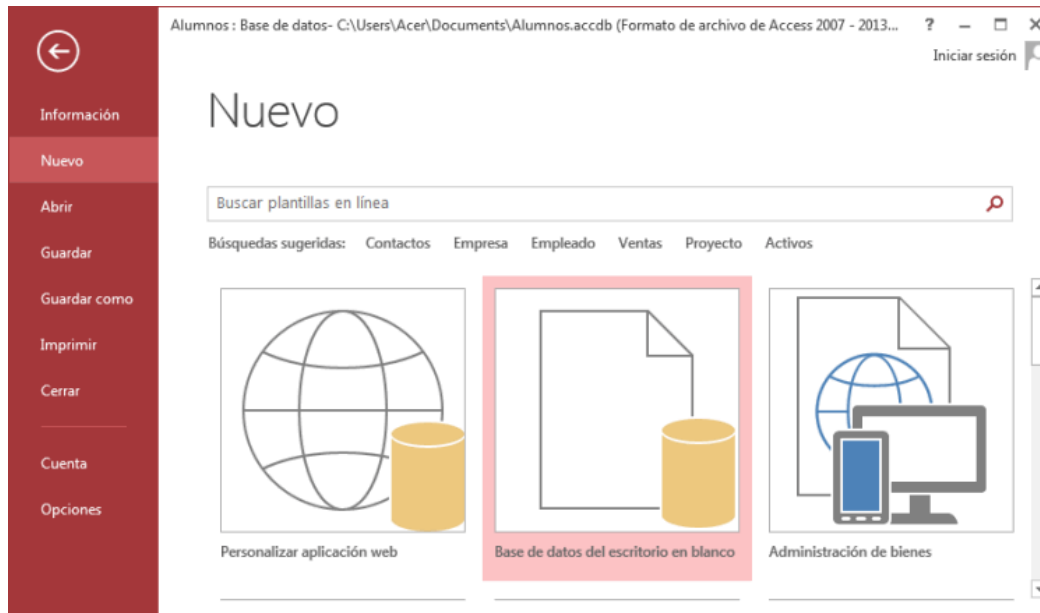 Alumnos : Base de datos- C:\Users\Acer\Documents\Alumnos.accdb (Formato de archivo de Access 2007 - 2013... ?
Iniciar sesión
Información
Nuevo
Abrir
Guardar
Guardar como
Imprimir
Cerrar
Cuenta
Opciones
Nuevo
Buscar plantillas en línea
Búsquedas sugeridas: Contactos Empresa Empleado Ventas Proyecto Activos
Personalizar aplicación web
Base de datos del escritorio en blanco
Administración de bienes